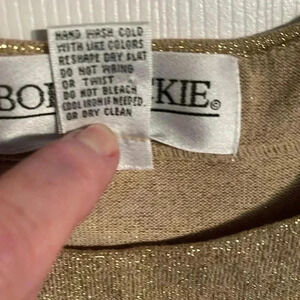 HAND WASH COLD
WITH LIKE COLORS
RESHAPE DRY FLAT
DO NOT WRING
OR TWIST
DO NOT BLEACH
COOL IRON IF NEEDED
OR DRY CLEAN
BO KIE©